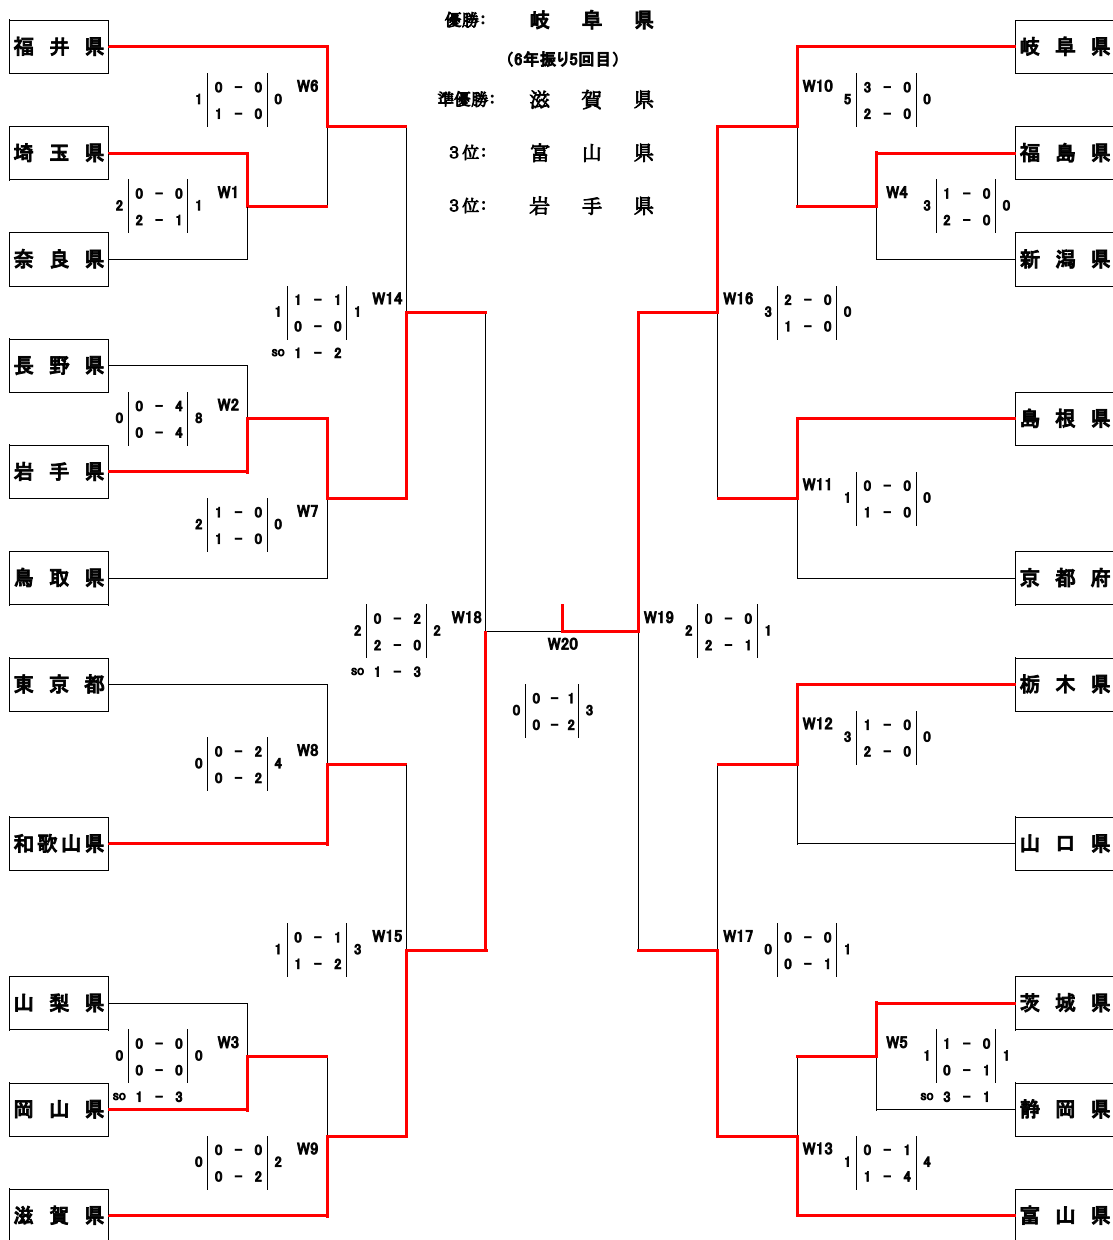 優勝: 岐 阜 県
(6年振り5回目)
準優勝: 滋 賀 県
3位: 富 山 県
3位: 岩 手 県
福 井 県
1 0 - 0 0 W6
1 - 0
埼 玉 県
2 0 - 0 1 W1
2 - 1
奈 良 県
1 1 - 1 1 W14
0 - 0
so 1 - 2
長 野 県
0 0 - 4 8 W2
0 - 4
岩 手 県
2 1 - 0 0 W7
1 - 0
鳥 取 県
2 0 - 2 2 W18
2 - 0
so 1 - 3
東 京 都
0 0 - 2 4 W8
0 - 2
和歌山県
1 0 - 1 3 W15
1 - 2
山 梨 県
0 0 - 0 0 W3
0 - 0
so 1 - 3
岡 山 県
0 0 - 0 2 W9
0 - 2
滋 賀 県
W20
0 0 - 1 3
0 - 2
岐 阜 県
W10 5 3 - 0 0
2 - 0
福 島 県
W4 3 1 - 0 0
2 - 0
新 潟 県
W16 3 2 - 0 0
1 - 0
島 根 県
W11 1 0 - 0 0
1 - 0
京 都 府
W19 2 0 - 0 1
2 - 1
栃 木 県
W12 3 1 - 0 0
2 - 0
山 口 県
W17 0 0 - 0 1
0 - 1
茨 城 県
W5 1 1 - 0 1
0 - 1
so 3 - 1
静 岡 県
W13 1 0 - 1 4
1 - 4
富 山 県